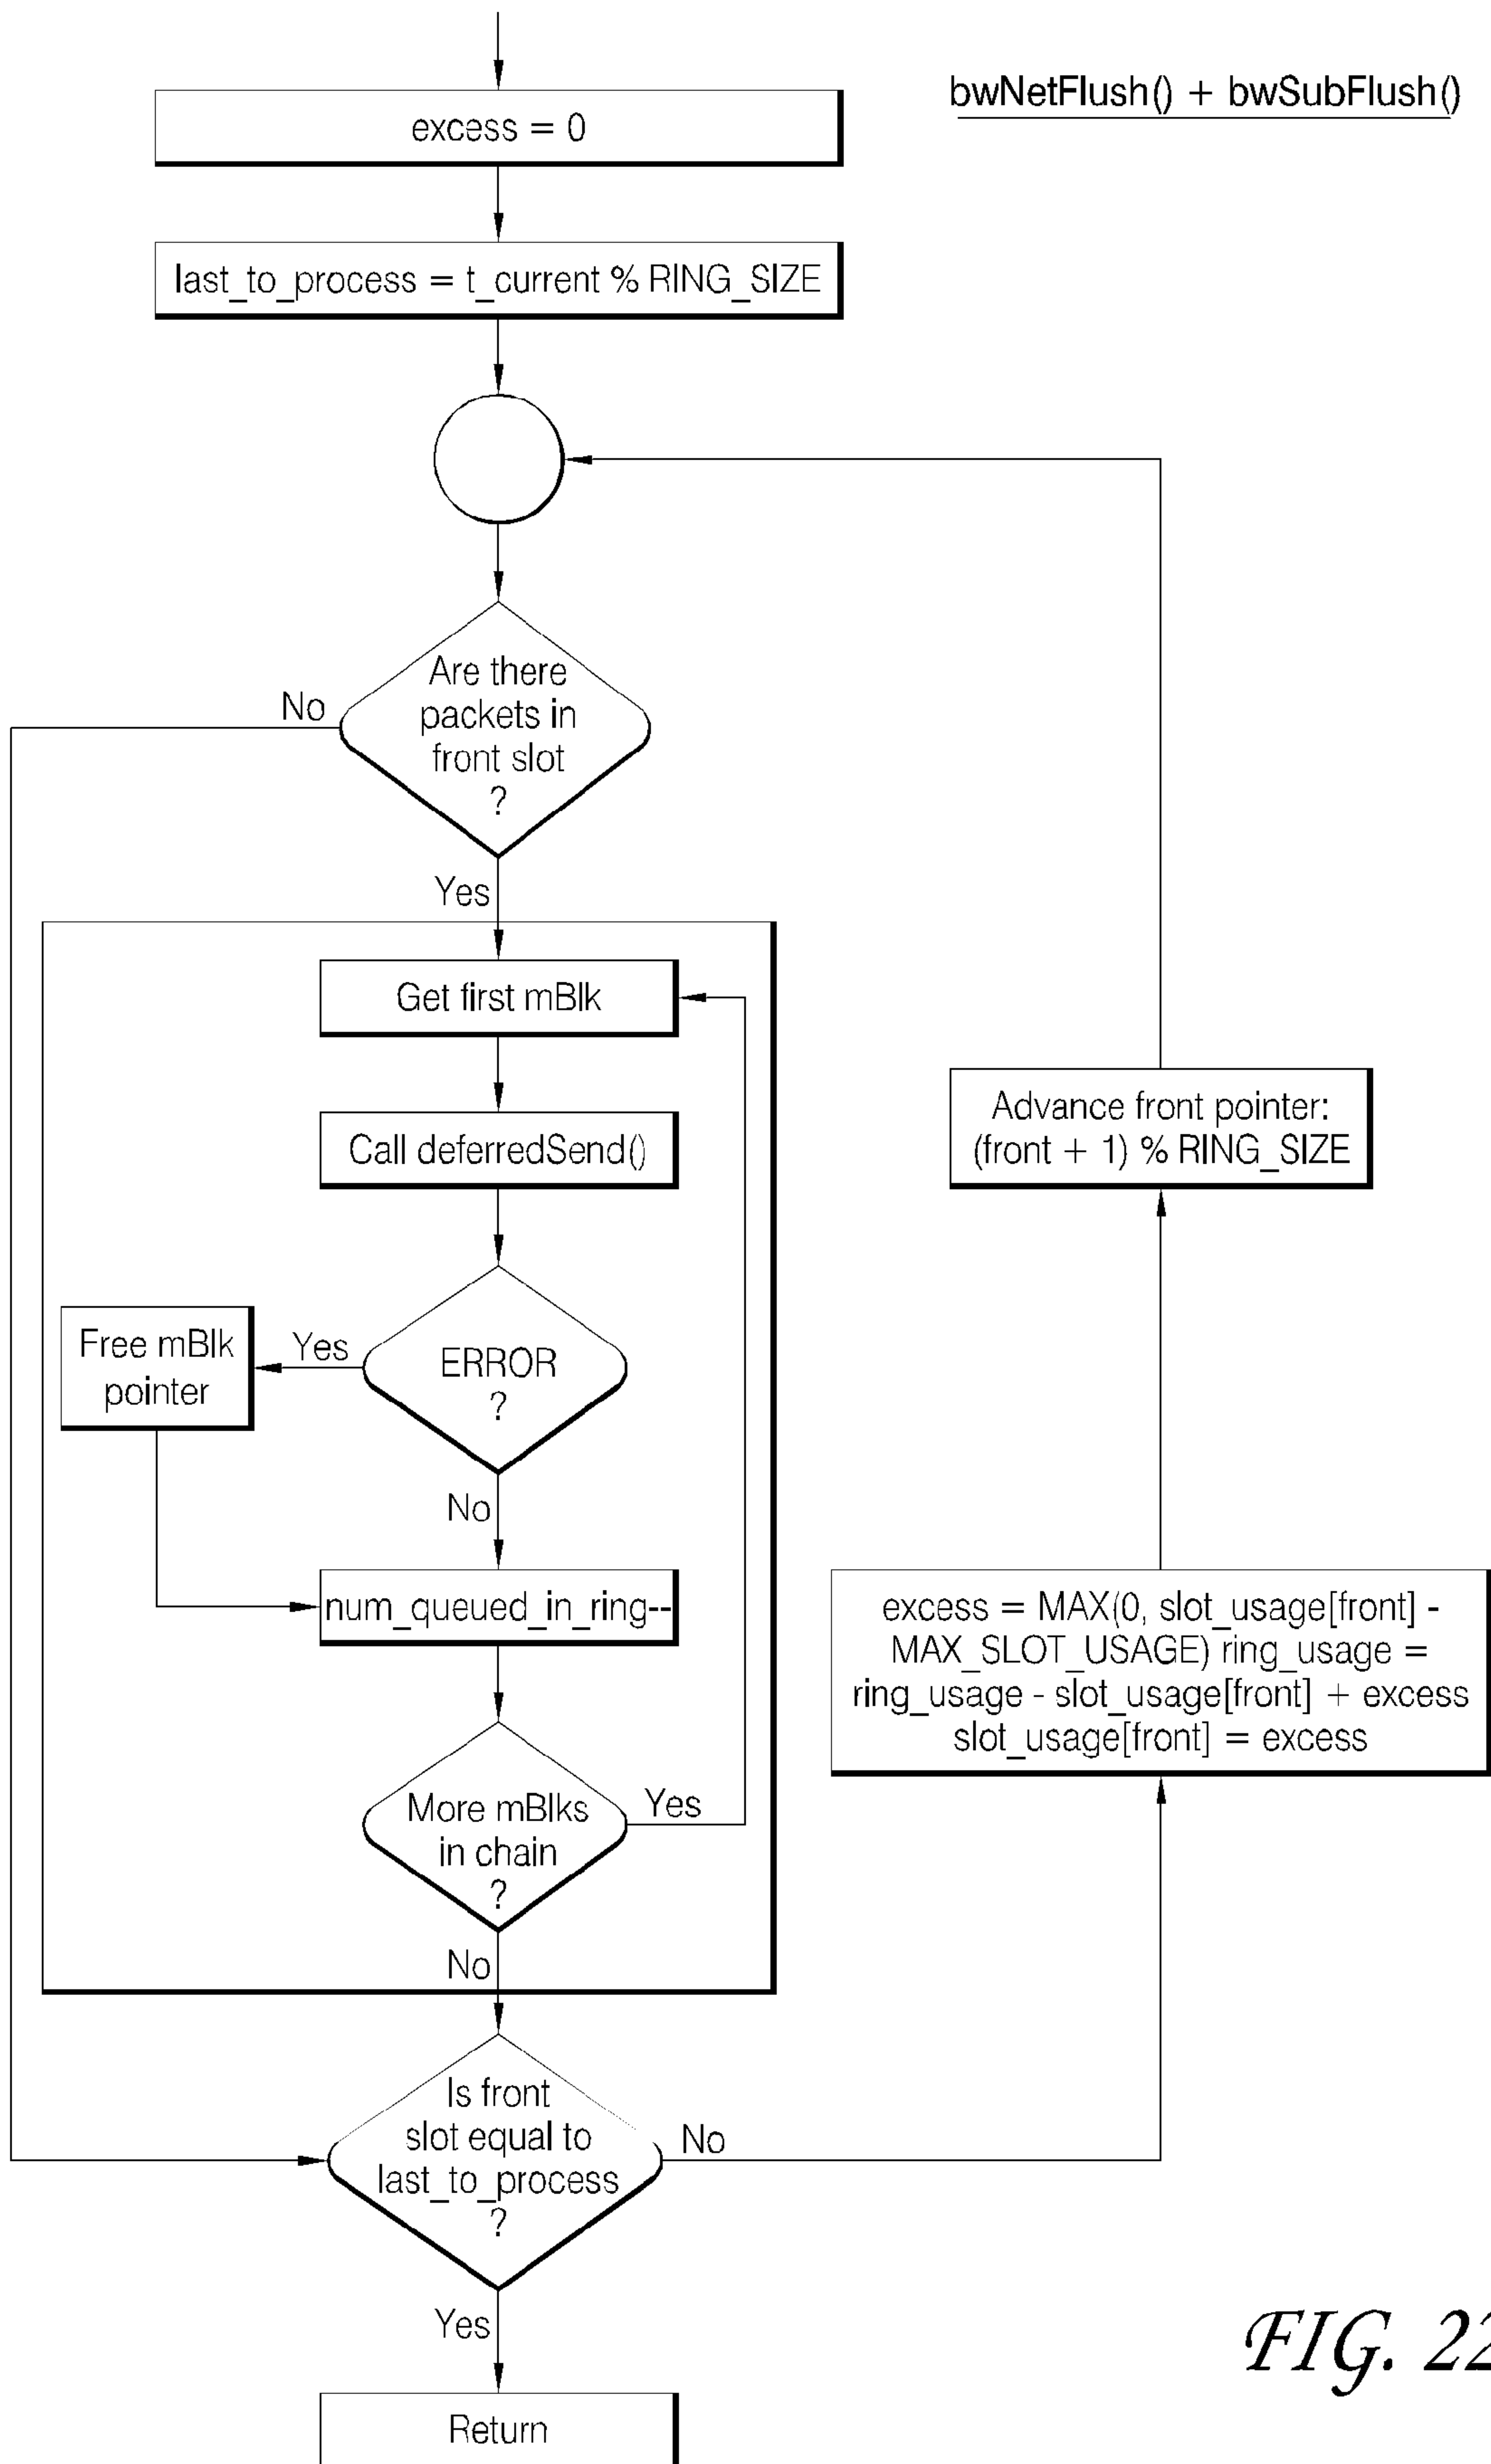 bwNetFlush() + bwSubFlush()
excess = 0
last_to_process = t_current % RING_SIZE
Are there
packets in
front slot
?
No
Yes
Get first mBlk
Call deferredSend()
ERROR
?
Yes
Free mBlk
pointer
No
num_queued_in_ring--
More mBlks
in chain
?
Yes
No
Is front
slot equal to
last_to_process
?
No
excess = MAX(0, slot_usage[front] -
MAX_SLOT_USAGE) ring_usage =
ring_usage - slot_usage[front] + excess
slot_usage[front] = excess
Advance front pointer:
(front + 1) % RING_SIZE
Yes
Return
FIG. 22